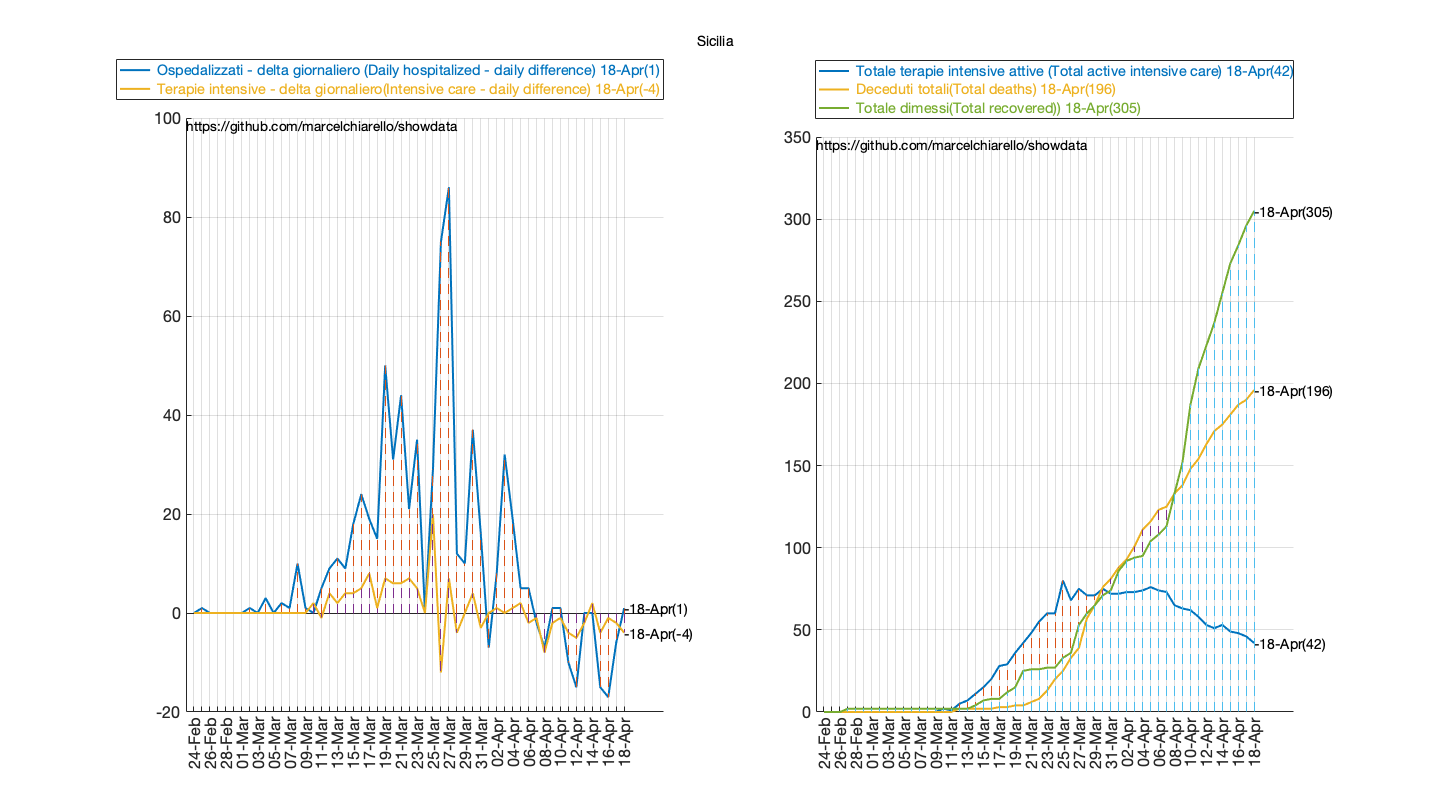 Sicilia
Ospedalizzati - delta giornaliero (Daily hospitalized - daily difference) 18-Apr(1)
Terapie intensive - delta giornaliero(Intensive care - daily difference) 18-Apr(-4)
https://github.com/marcelchiarello/showdata
100
80
60
40
20
0
-20
18-Apr(1)
-18-Apr(-4)
24-Feb
26-Feb
28-Feb
01-Mar
03-Mar
05-Mar
07-Mar
09-Mar
11-Mar
13-Mar
15-Mar
17-Mar
19-Mar
21-Mar
23-Mar
25-Mar
27-Mar
29-Mar
31-Mar
02-Apr
04-Apr
06-Apr
08-Apr
10-Apr
12-Apr
14-Apr
16-Apr
18-Apr
Totale terapie intensive attive (Total active intensive care) 18-Apr(42)
Deceduti totali(Total deaths) 18-Apr(196)
Totale dimessi(Total recovered)) 18-Apr(305)
https://github.com/marcelchiarello/showdata
350
300
250
200
150
100
50
0
-18-Apr(305)
-18-Apr(196)
-18-Apr(42)
24-Feb
26-Feb
28-Feb
01-Mar
03-Mar
05-Mar
07-Mar
09-Mar
11-Mar
13-Mar
15-Mar
17-Mar
19-Mar
21-Mar
23-Mar
25-Mar
27-Mar
29-Mar
31-Mar
02-Apr
04-Apr
06-Apr
08-Apr
10-Apr
12-Apr
14-Apr
16-Apr
18-Apr